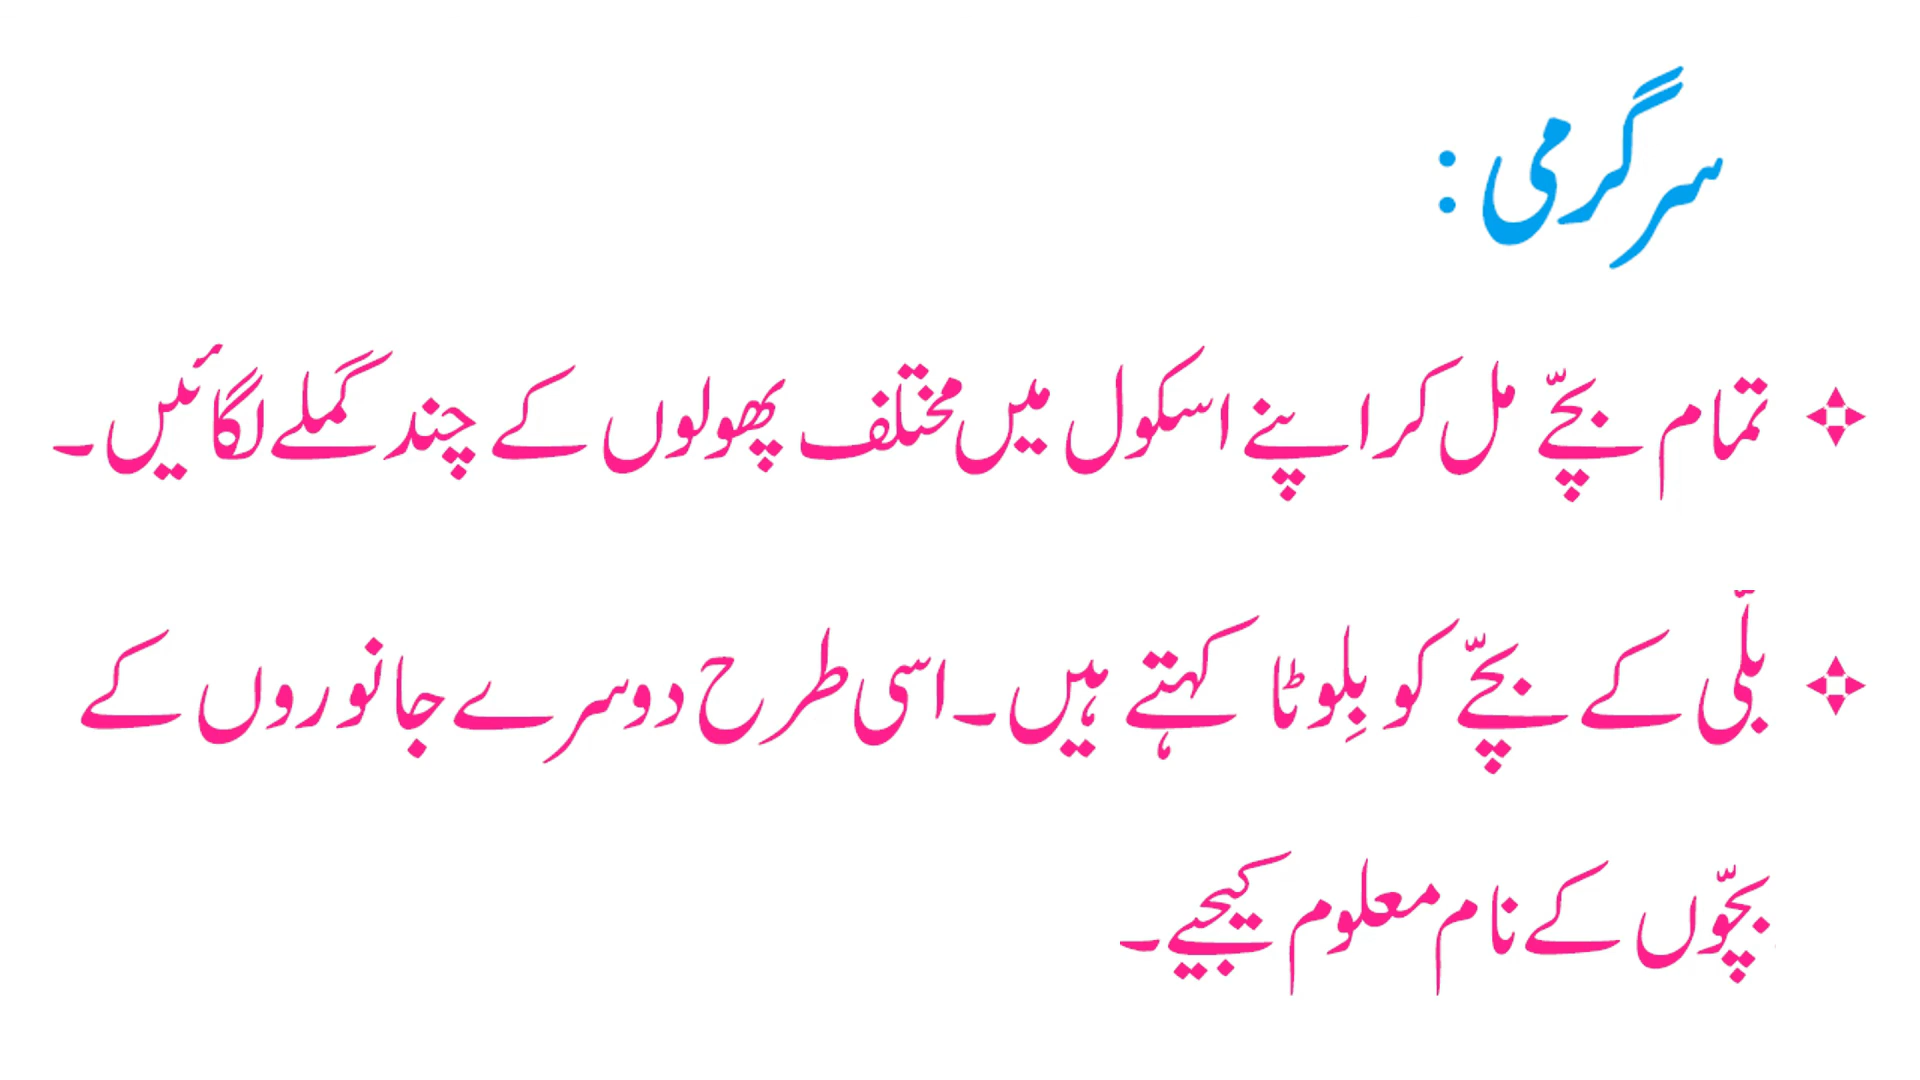 سرگرمی :
تمام بچّے مل کر اپنے اسکول میں مختلف پھولوں کے چند گملے لگائیں۔
بلّی کے بچّے کو بِلوٹا کہتے ہیں۔ اسی طرح دوسرے جانوروں کے
بچّوں کے نام معلوم کیجیے۔